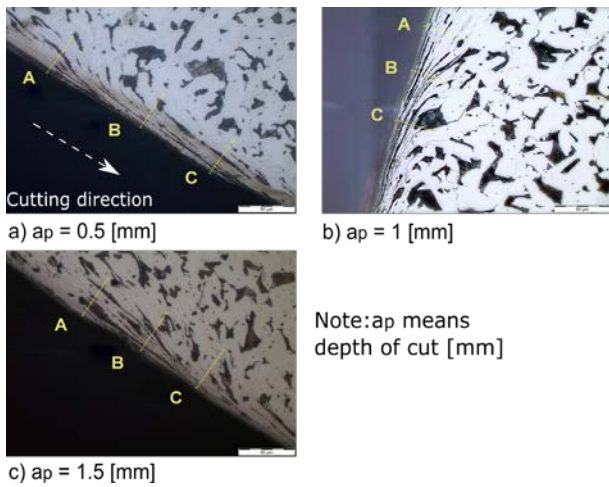 A
B
C
Cutting direction
a) ap = 0.5 [mm]
A
B
C
b) ap = 1 [mm]
A
B
C
c) ap = 1.5 [mm]
Note:ap means
depth of cut [mm]